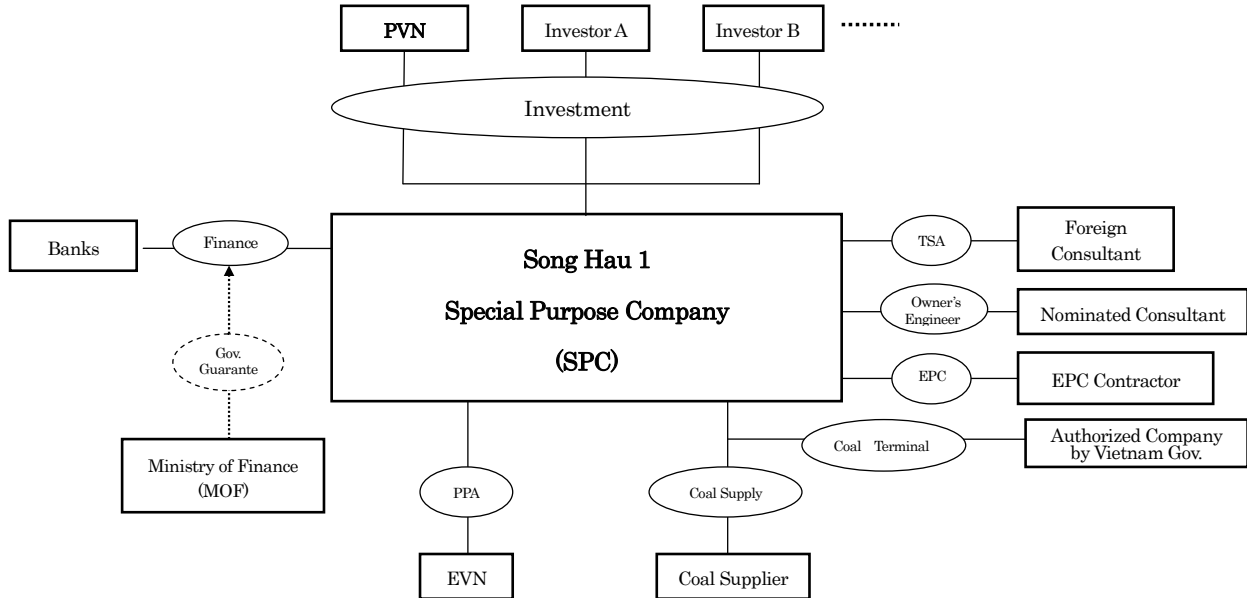 PVN
Investor A
Investor B
Investment
Banks
Finance
Song Hau 1
Special Purpose Company
(SPC)
TSA
Foreign
Consultant
Owner's
Engineer
Nominated Consultant
Gov.
Guarante
EPC
EPC Contractor
Ministry of Finance
(MOF)
Coal Terminal
Authorized Company
by Vietnam Gov.
PPA
Coal Supply
EVN
Coal Supplier